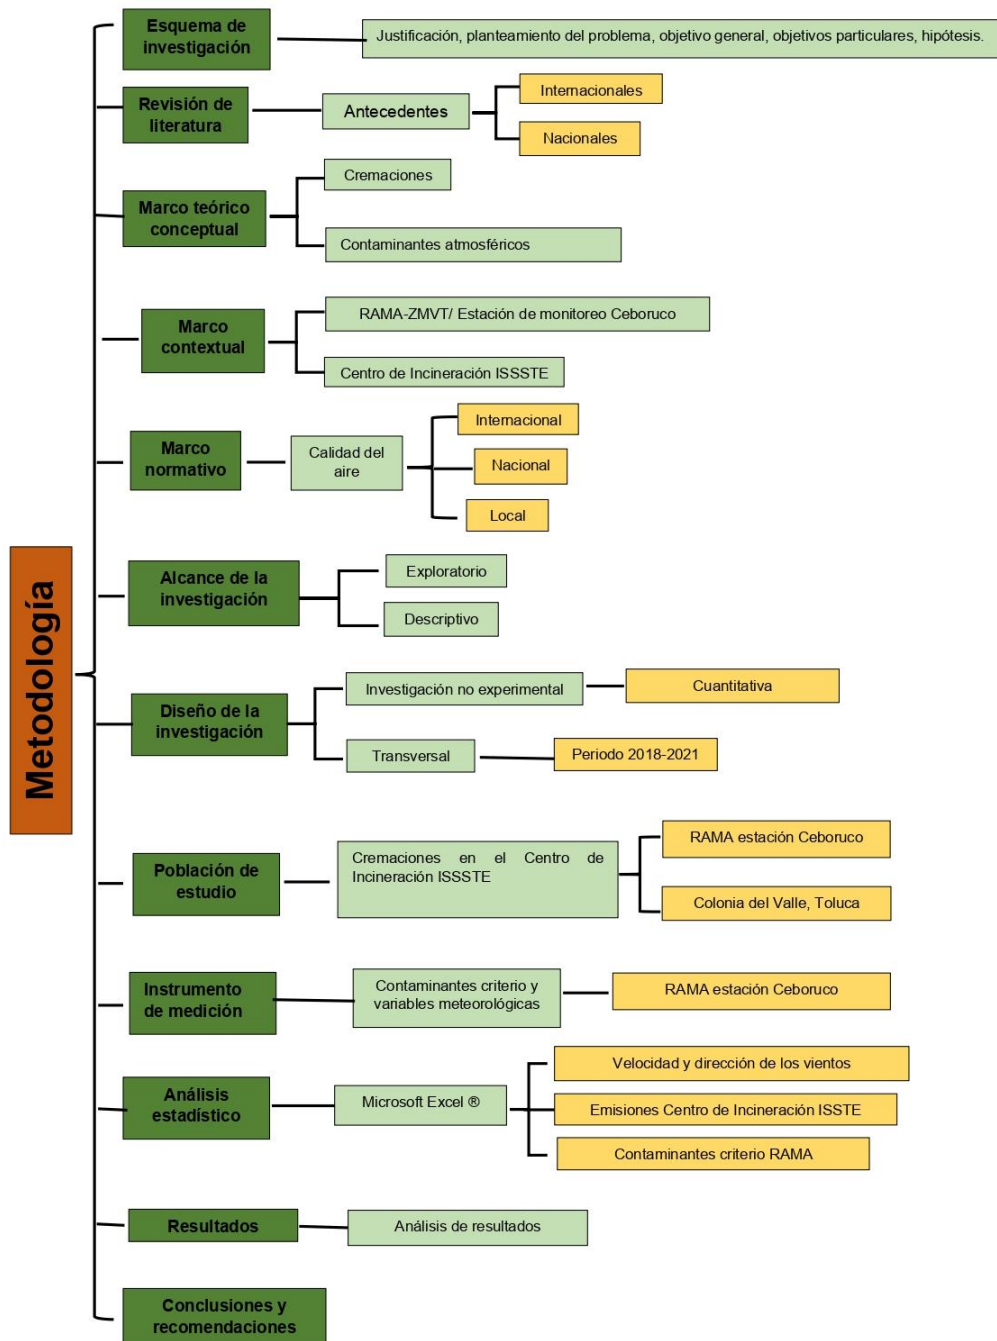 Metodología
Esquema de
investigación
Justificación, planteamiento del problema, objetivo general, objetivos particulares, hipótesis.
Revisión de
literatura
Antecedentes
Internacionales
Nacionales
Marco teórico
conceptual
Cremaciones
Contaminantes atmosféricos
Marco
contextual
RAMA-ZMVT/ Estación de monitoreo Ceboruco
Centro de Incineración ISSSTE
Marco
normativo
Calidad del
aire
Internacional
Nacional
Local
Alcance de la
investigación
Exploratorio
Descriptivo
Diseño de la
investigación
Investigación no experimental
Cuantitativa
Transversal
Periodo 2018-2021
Población de
estudio
Cremaciones en el Centro de
Incineración ISSSTE
RAMA estación Ceboruco
Colonia del Valle, Toluca
Instrumento
de medición
Contaminantes criterio y
variables meteorológicas
RAMA estación Ceboruco
Análisis
estadístico
Microsoft Excel ®
Velocidad y dirección de los vientos
Emisiones Centro de Incineración ISSTE
Contaminantes criterio RAMA
Resultados
Análisis de resultados
Conclusiones y
recomendaciones